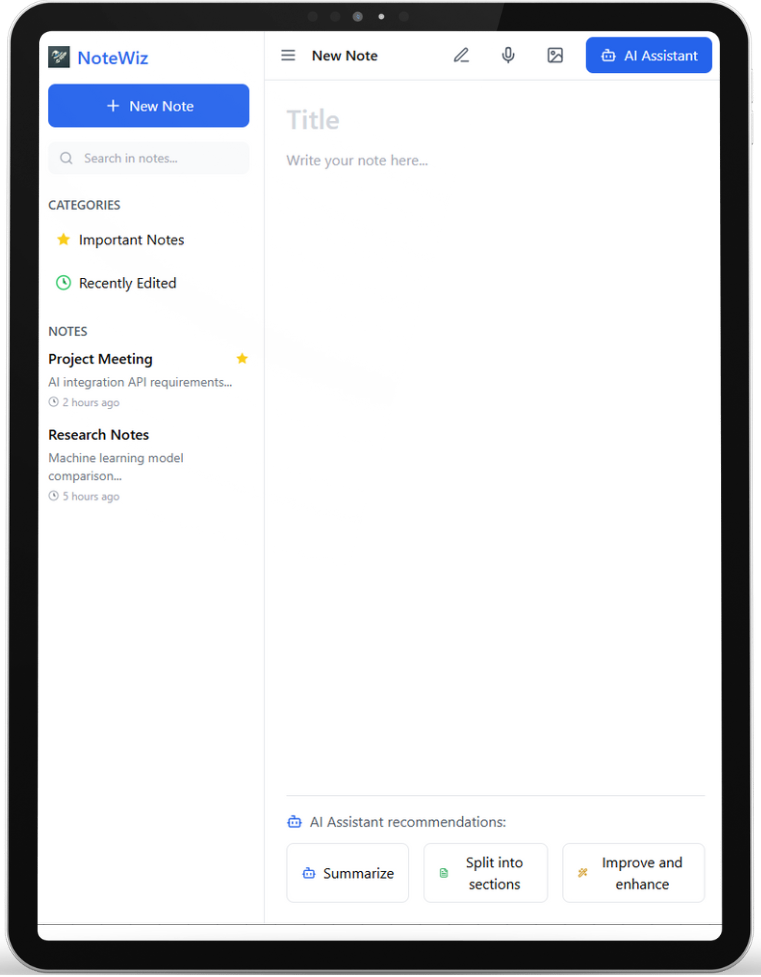 NoteWiz
New Note
Search in notes...
CATEGORIES
Important Notes
Recently Edited
NOTES
Project Meeting
AI integration API requirements...
2 hours ago
Research Notes
Machine learning model
comparison...
5 hours ago
New Note
AI Assistant
Title
Write your note here...
AI Assistant recommendations:
Summarize
Split into
sections
Improve and
enhance